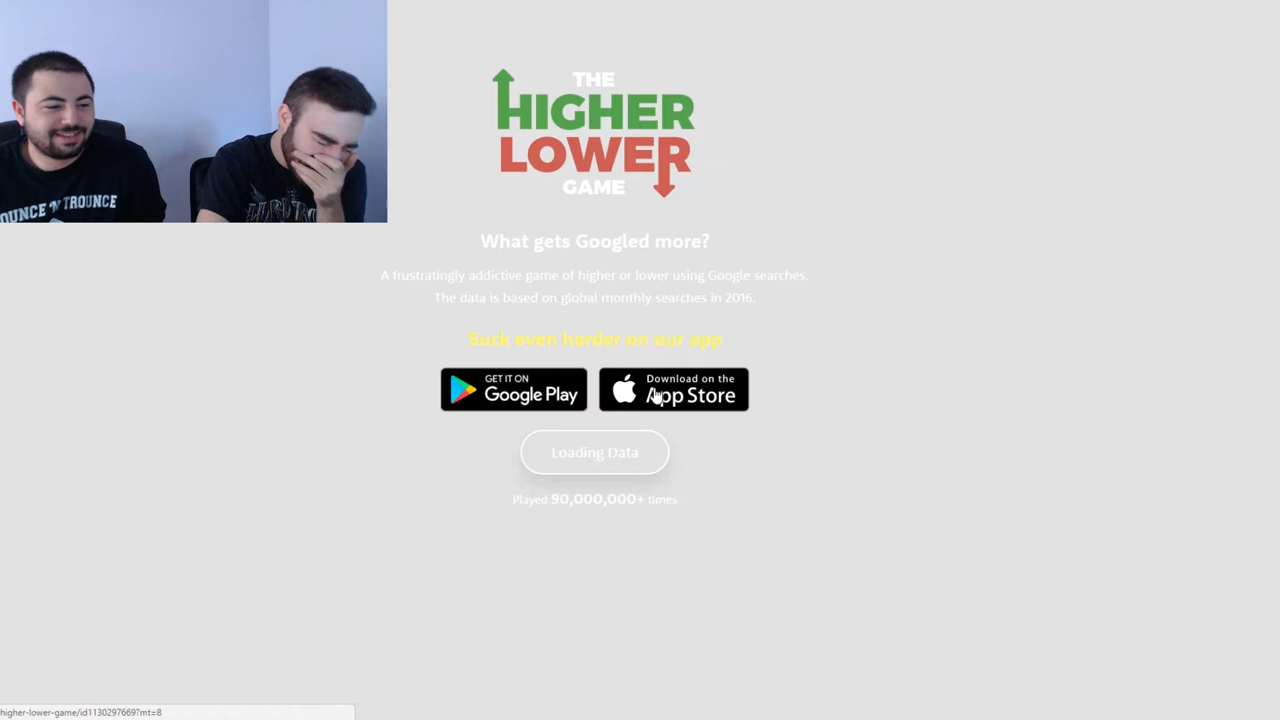 THE
HIGHER
LOWER
GAME
What gets Googled more?
A frustratingly addictive game of higher or lower using Google searches.
The data is based on global monthly searches in 2016.
Suck even harder on our app
GET IT ON
Google Play
Download on the
App Store
Loading Data
Played 90,000,000+ times
OUNCE 'N TROUNCE
higher-lower-game/id1130297669?mt=8